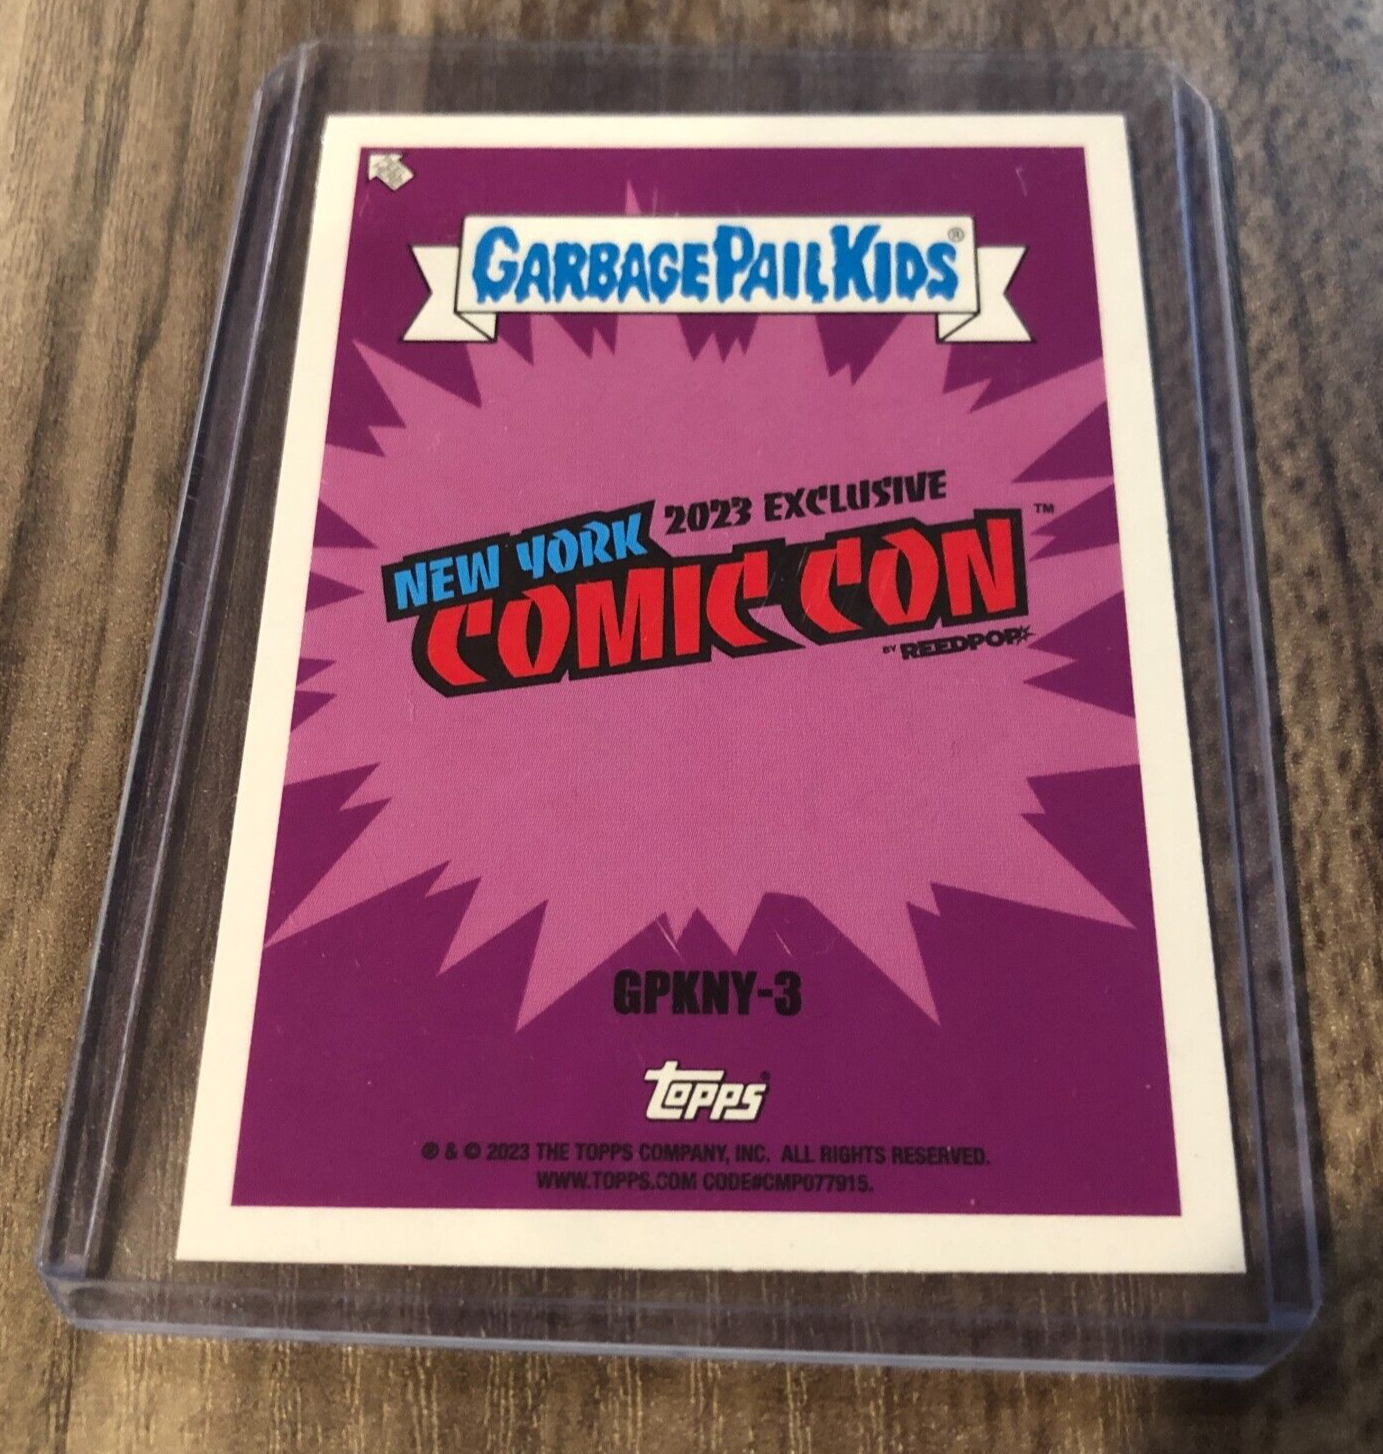 GARBAGE PAIL KIDS®
2023 EXCLUSIVE
NEW YORK
COMIC CON™
BY REEDPOP
GPKNY-3
topps®
℗ & © 2023 THE TOPPS COMPANY, INC. ALL RIGHTS RESERVED.
WWW.TOPPS.COM CODE#CMP077915.